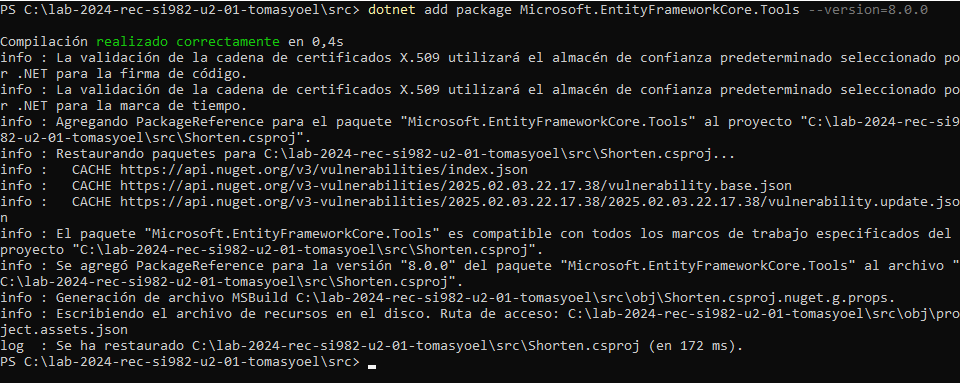 PS C:\lab-2024-rec-si982-u2-01-tomasyoel\src> dotnet add package Microsoft.EntityFrameworkCore.Tools --version=8.0.0
Compilación realizado correctamente en 0,4s
info : La validación de la cadena de certificados X.509 utilizará el almacén de confianza predeterminado seleccionado po
r .NET para la firma de código.
info : La validación de la cadena de certificados X.509 utilizará el almacén de confianza predeterminado seleccionado po
r .NET para la marca de tiempo.
info : Agregando PackageReference para el paquete "Microsoft.EntityFrameworkCore.Tools" al proyecto "C:\lab-2024-rec-si9
82-u2-01-tomasyoel\src\Shorten.csproj".
info : Restaurando paquetes para C:\lab-2024-rec-si982-u2-01-tomasyoel\src\Shorten.csproj...
info :   CACHE https://api.nuget.org/v3/vulnerabilities/index.json
info :   CACHE https://api.nuget.org/v3-vulnerabilities/2025.02.03.22.17.38/vulnerability.base.json
info :   CACHE https://api.nuget.org/v3-vulnerabilities/2025.02.03.22.17.38/2025.02.03.22.17.38/vulnerability.update.jso
n
info : El paquete "Microsoft.EntityFrameworkCore.Tools" es compatible con todos los marcos de trabajo especificados del
proyecto "C:\lab-2024-rec-si982-u2-01-tomasyoel\src\Shorten.csproj".
info : Se agregó PackageReference para la versión "8.0.0" del paquete "Microsoft.EntityFrameworkCore.Tools" al archivo "
C:\lab-2024-rec-si982-u2-01-tomasyoel\src\Shorten.csproj".
info : Generación de archivo MSBuild C:\lab-2024-rec-si982-u2-01-tomasyoel\src\obj\Shorten.csproj.nuget.g.props.
info : Escribiendo el archivo de recursos en el disco. Ruta de acceso: C:\lab-2024-rec-si982-u2-01-tomasyoel\src\obj\pro
ject.assets.json
log  : Se ha restaurado C:\lab-2024-rec-si982-u2-01-tomasyoel\src\Shorten.csproj (en 172 ms).
PS C:\lab-2024-rec-si982-u2-01-tomasyoel\src>